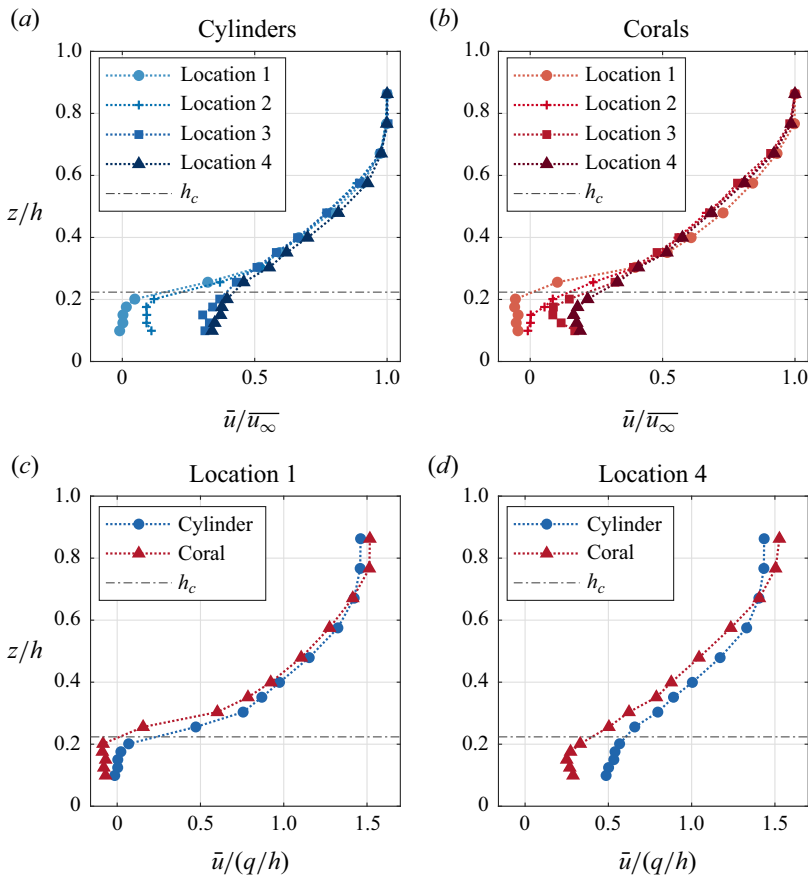 (a) Cylinders
1.0
0.8
0.6
z/h
0.4
0.2
0
Location 1
Location 2
Location 3
Location 4
h_c
0 0.5 1.0
ū/u̅_∞̅
(b) Corals
1.0
0.8
0.6
0.4
0.2
0
Location 1
Location 2
Location 3
Location 4
h_c
0 0.5 1.0
ū/u̅_∞̅
(c) Location 1
1.0
0.8
0.6
z/h
0.4
0.2
0
Cylinder
Coral
h_c
0 0.5 1.0 1.5
ū/(q/h)
(d) Location 4
1.0
0.8
0.6
0.4
0.2
0
Cylinder
Coral
h_c
0 0.5 1.0 1.5
ū/(q/h)